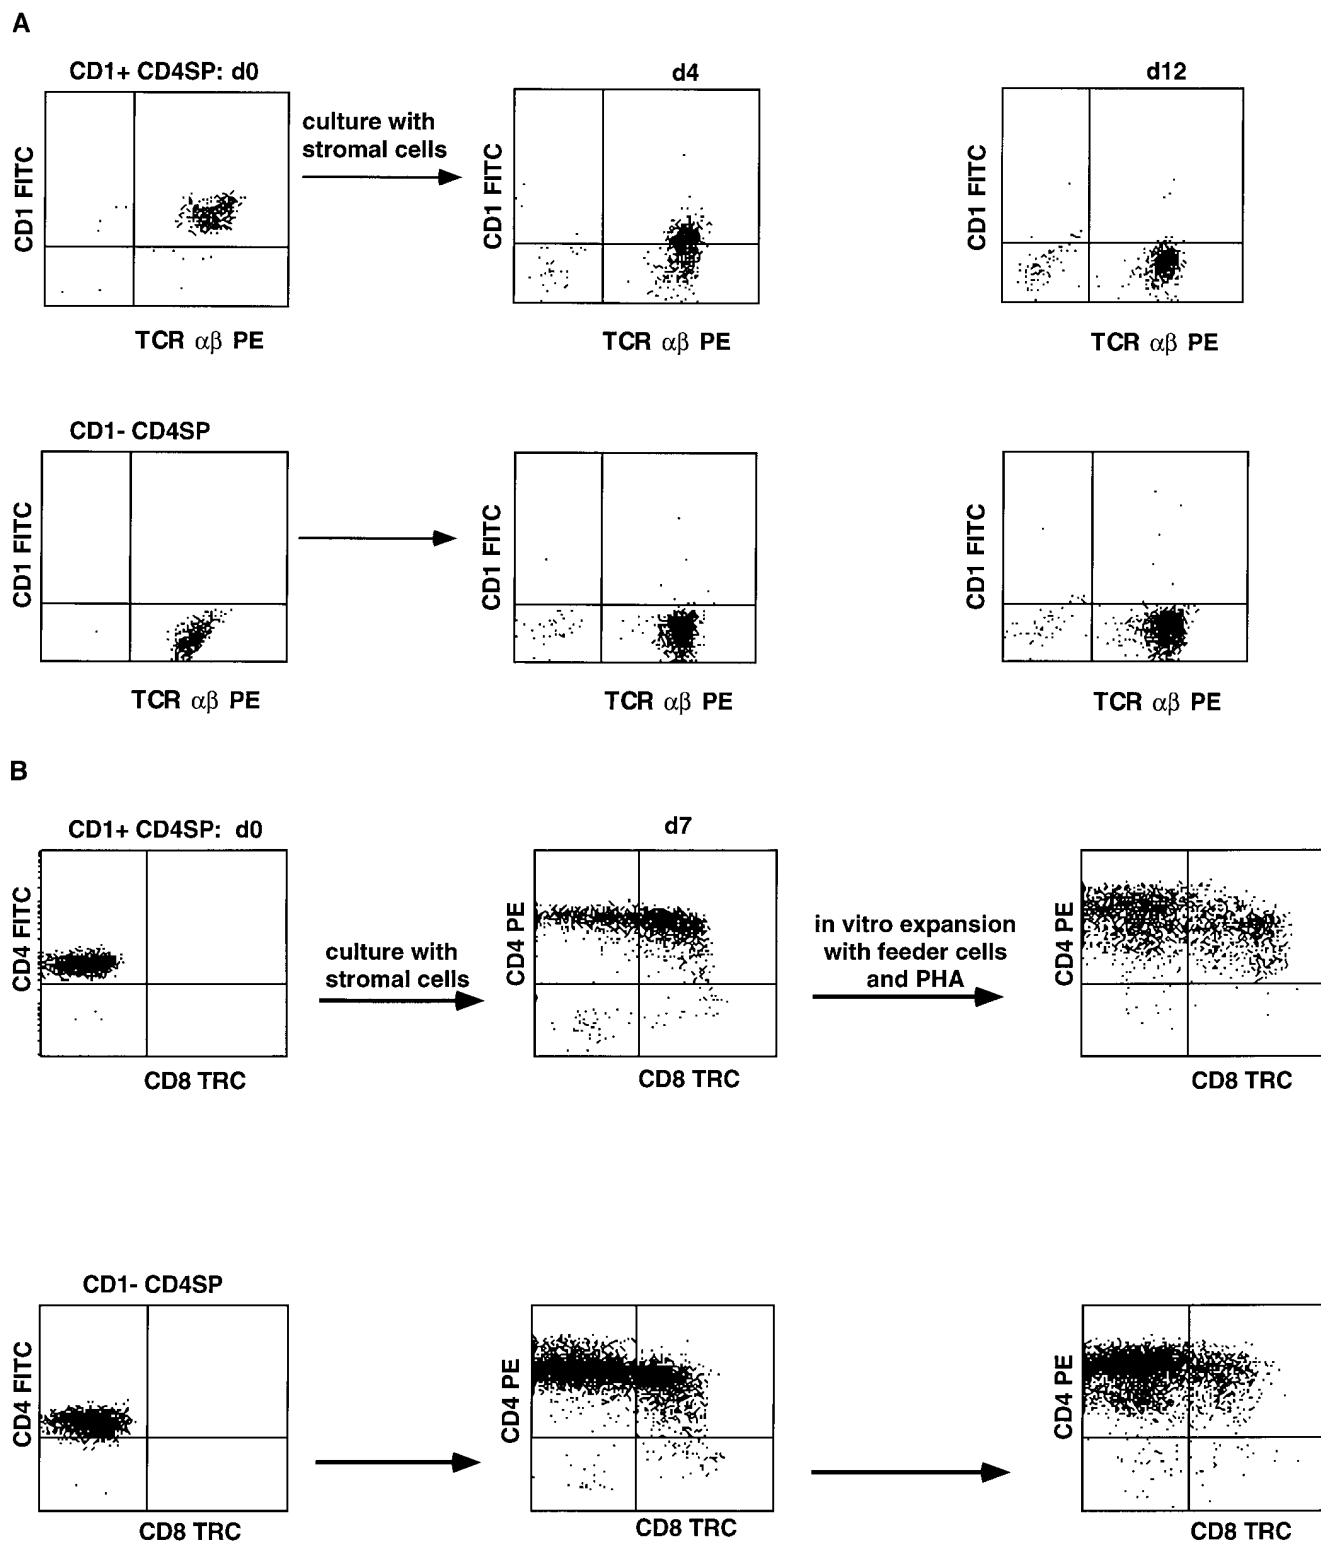 A
CD1+ CD4SP: d0
d4
d12
culture with
stromal cells
CD1 FITC
CD1 FITC
CD1 FITC
TCR αβ PE
TCR αβ PE
TCR αβ PE
CD1- CD4SP
CD1 FITC
CD1 FITC
CD1 FITC
TCR αβ PE
TCR αβ PE
TCR αβ PE
B
CD1+ CD4SP: d0
d7
CD4 FITC
culture with
stromal cells
CD4 PE
in vitro expansion
with feeder cells
and PHA
CD4 PE
CD8 TRC
CD8 TRC
CD8 TRC
CD1- CD4SP
CD4 FITC
CD4 PE
CD4 PE
CD8 TRC
CD8 TRC
CD8 TRC